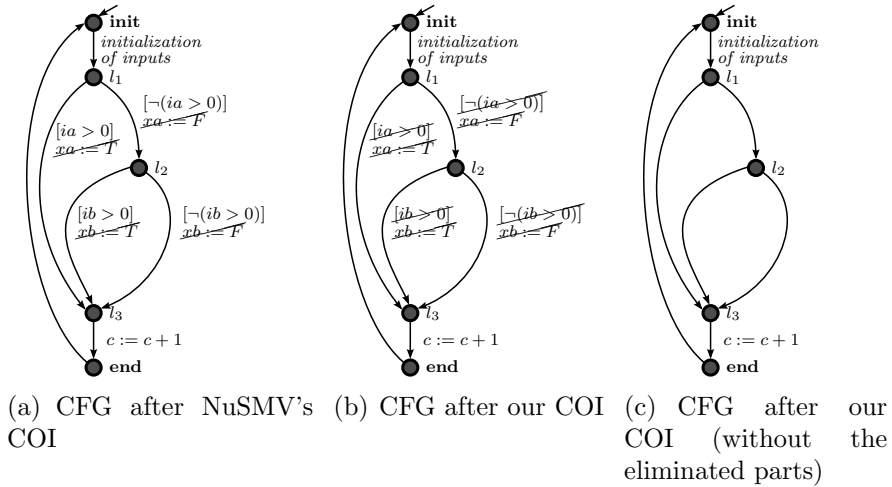 init
initialization
of inputs
l₁
[¬(ia > 0)]
xa := F
[ia > 0]
xa := T
l₂
[ib > 0]
xb := T
[¬(ib > 0)]
xb := F
l₃
c := c + 1
end
(a) CFG after NuSMV's
COI
init
initialization
of inputs
l₁
[¬(ia > 0)]
xa := F
[ia > 0]
xa := T
l₂
[ib > 0]
xb := T
[¬(ib > 0)]
xb := F
l₃
c := c + 1
end
(b) CFG after our COI
init
initialization
of inputs
l₁
l₂
l₃
c := c + 1
end
(c) CFG after our
COI (without the
eliminated parts)